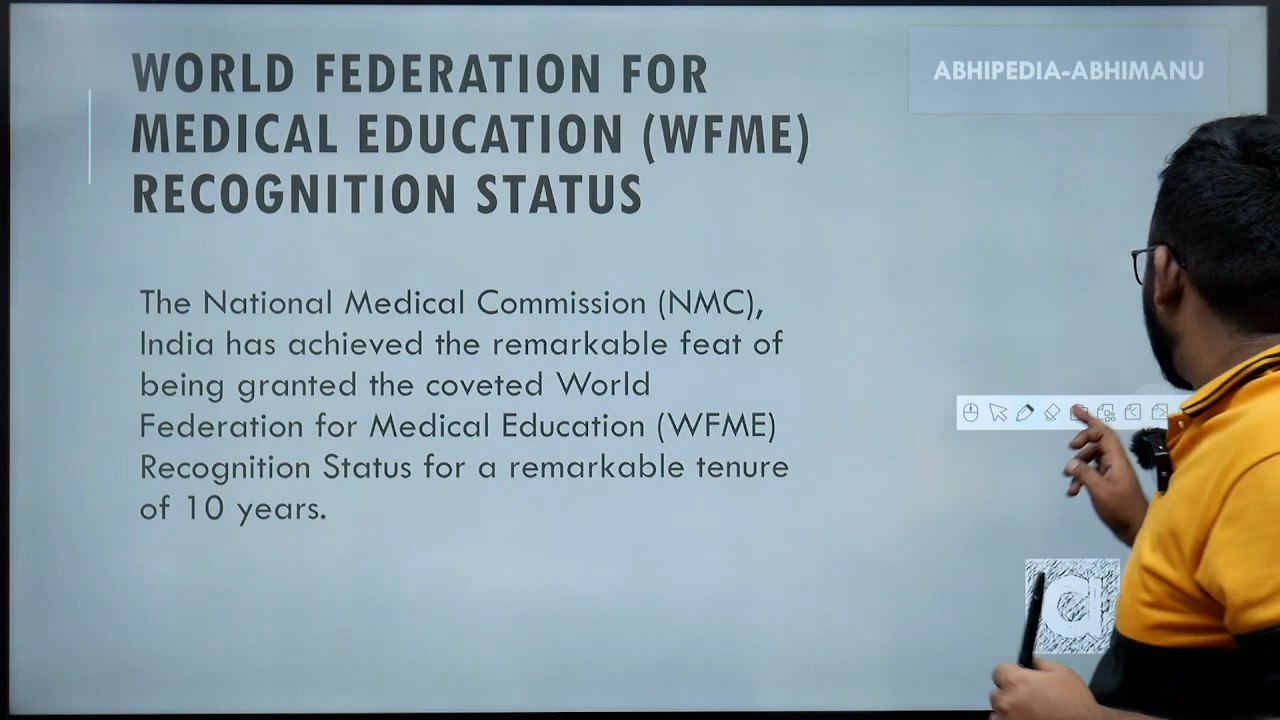 WORLD FEDERATION FOR
MEDICAL EDUCATION (WFME)
RECOGNITION STATUS
ABHIPEDIA-ABHIMANU
The National Medical Commission (NMC),
India has achieved the remarkable feat of
being granted the coveted World
Federation for Medical Education (WFME)
Recognition Status for a remarkable tenure
of 10 years.
a